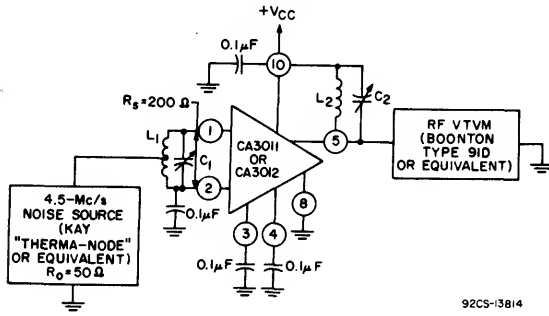 +VCC
0.1µF
10
RS=200 Ω
L2
C2
L1
1
C1
2
CA3011
OR
CA3012
5
RF VTVM
(BOONTON
TYPE 91D
OR EQUIVALENT)
8
0.1µF
3
4
4.5-Mc/s
NOISE SOURCE
(KAY
"THERMA-NODE"
OR EQUIVALENT)
RO=50Ω
0.1µF
0.1µF
92CS-13814